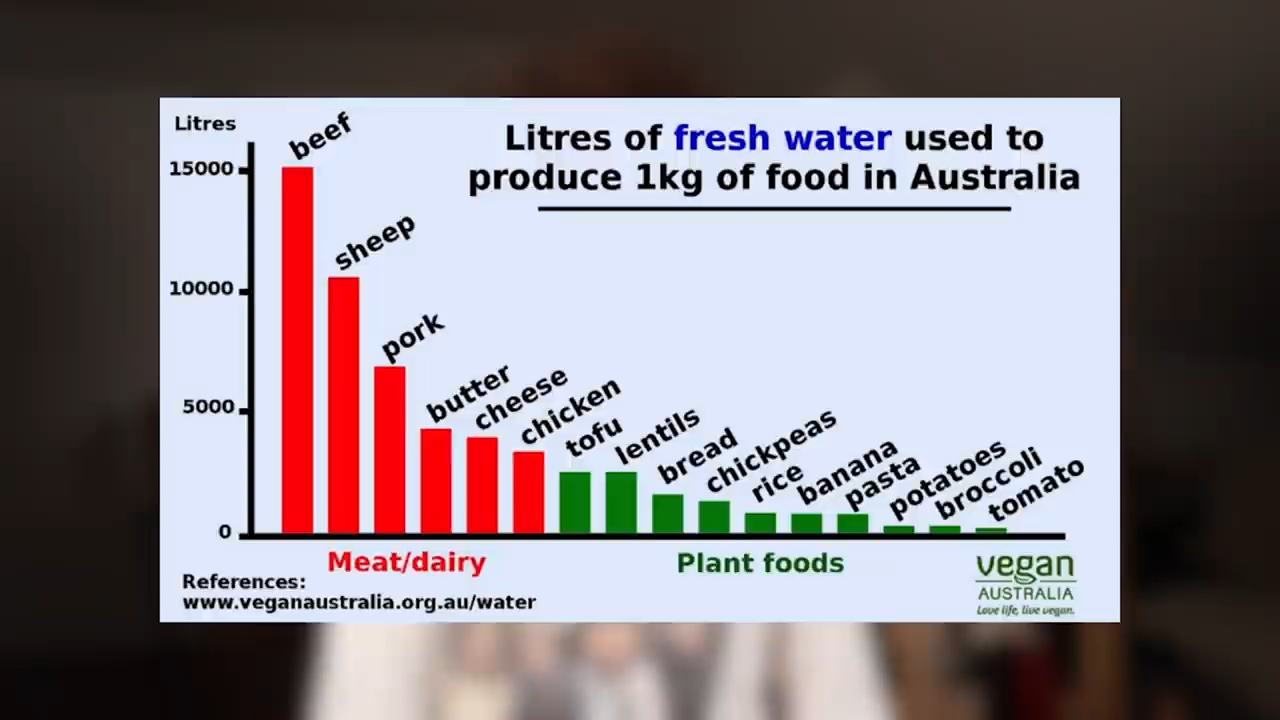 Litres of fresh water used to
produce 1kg of food in Australia
Litres
15000
10000
5000
0
beef
sheep
pork
butter
cheese
chicken
tofu
lentils
bread
chickpeas
rice
banana
pasta
potatoes
broccoli
tomato
Meat/dairy
Plant foods
References:
www.veganaustralia.org.au/water
vegan
AUSTRALIA
Love life, live vegan.